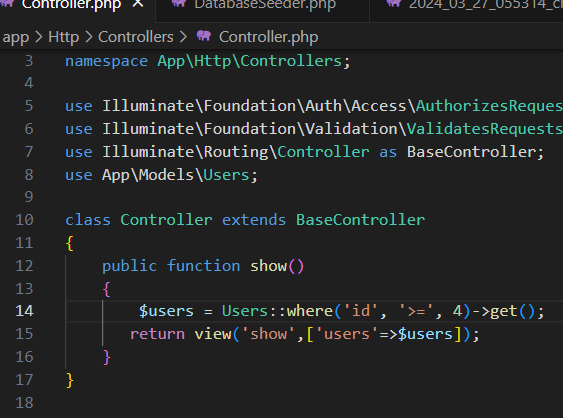 Controller.php
DatabaseSeeder.php
2024_03_27_055314_c
app > Http > Controllers > Controller.php
3 namespace App\Http\Controllers;
4
5 use Illuminate\Foundation\Auth\Access\AuthorizesReques
6 use Illuminate\Foundation\Validation\ValidatesRequests
7 use Illuminate\Routing\Controller as BaseController;
8 use App\Models\Users;
9
10 class Controller extends BaseController
11 {
12 public function show()
13 {
14 $users = Users::where('id', '>=', 4)->get();
15 return view('show',['users'=>$users]);
16 }
17 }
18